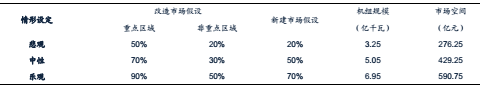 情形设定 改造市场假设 新建市场假设 机组规模 市场空间
重点区域 非重点区域 （亿千瓦） （亿元）
悲观 50% 20% 20% 3.25 276.25
中性 70% 30% 50% 5.05 429.25
乐观 90% 50% 70% 6.95 590.75